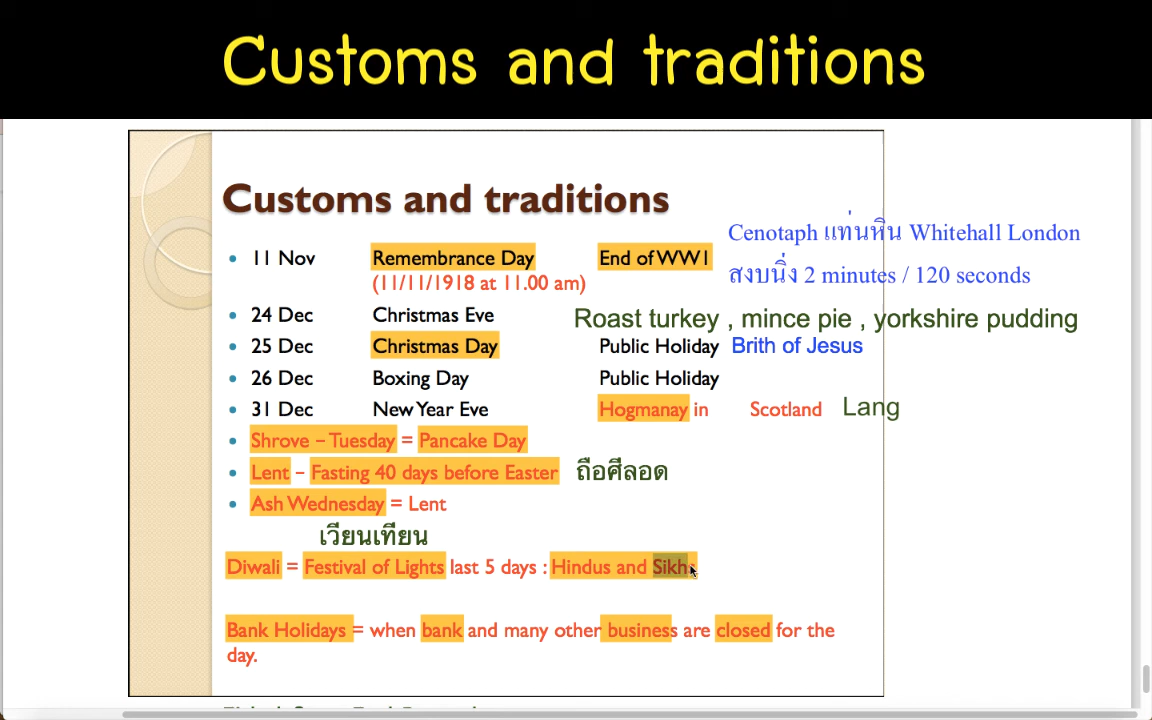 Customs and traditions
Customs and traditions
Cenotaph แท่นหิน Whitehall London
• 11 Nov Remembrance Day End of WW1
(11/11/1918 at 11.00 am)
สงบนิ่ง 2 minutes / 120 seconds
• 24 Dec Christmas Eve Roast turkey , mince pie , yorkshire pudding
• 25 Dec Christmas Day Public Holiday Brith of Jesus
• 26 Dec Boxing Day Public Holiday
• 31 Dec New Year Eve Hogmanay in Scotland Lang
• Shrove – Tuesday = Pancake Day
• Lent – Fasting 40 days before Easter ถือศีลอด
• Ash Wednesday = Lent
เวียนเทียน
Diwali = Festival of Lights last 5 days : Hindus and Sikhs
Bank Holidays = when bank and many other business are closed for the
day.